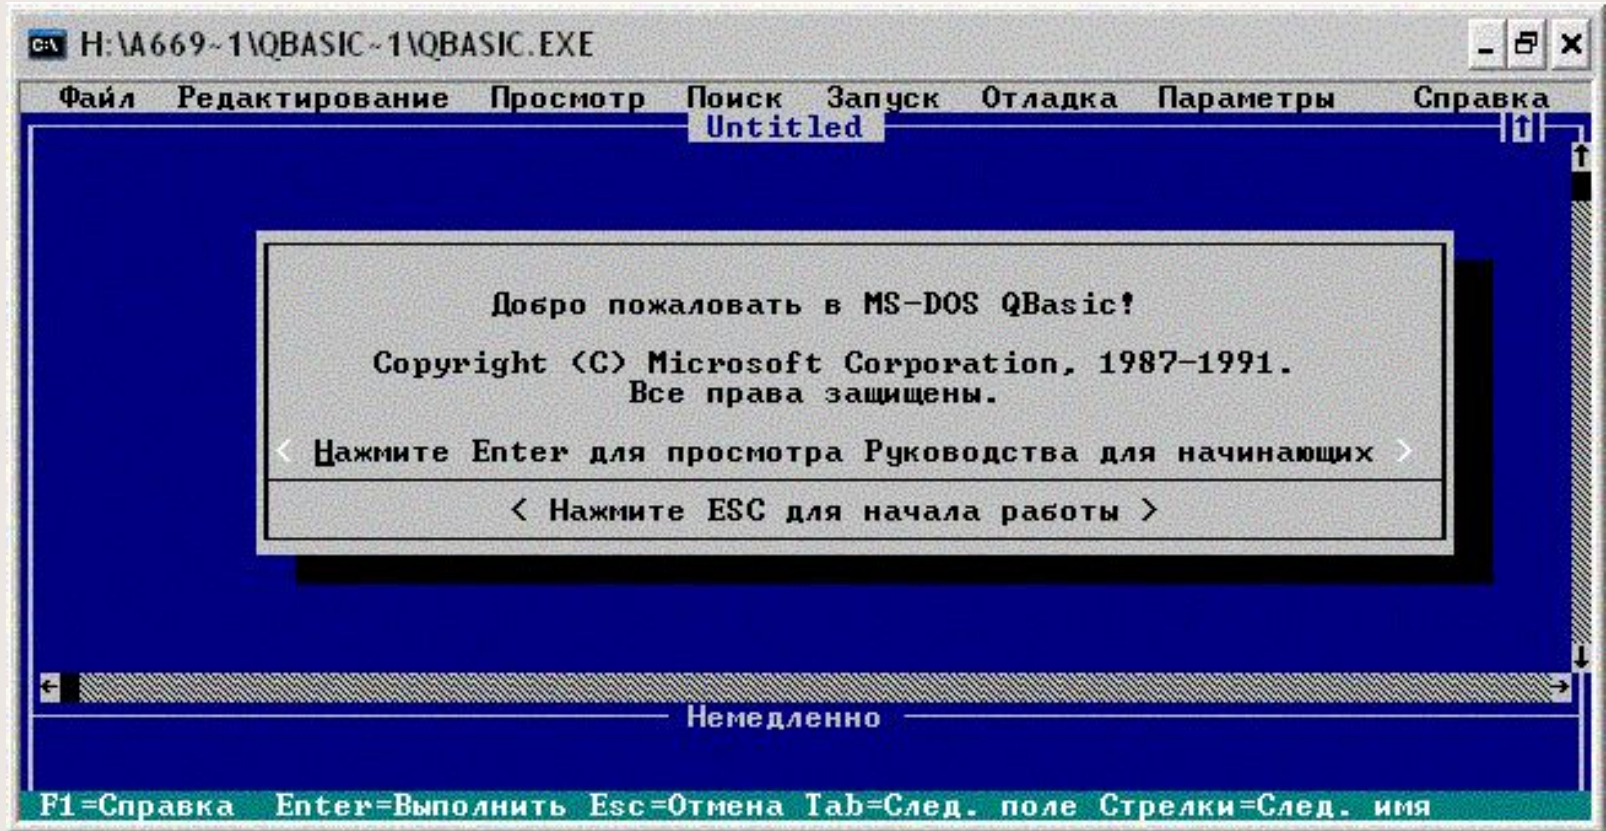 H:\A669~1\QBASIC~1\QBASIC.EXE
Файл Редактирование Просмотр Поиск Запуск Отладка Параметры Справка
Untitled
Добро пожаловать в MS-DOS QBasic!
Copyright (C) Microsoft Corporation, 1987-1991.
Все права защищены.
< Нажмите Enter для просмотра Руководства для начинающих >
< Нажмите ESC для начала работы >
Немедленно
F1=Справка Enter=Выполнить Esc=Отмена Tab=След. поле Стрелки=След. имя